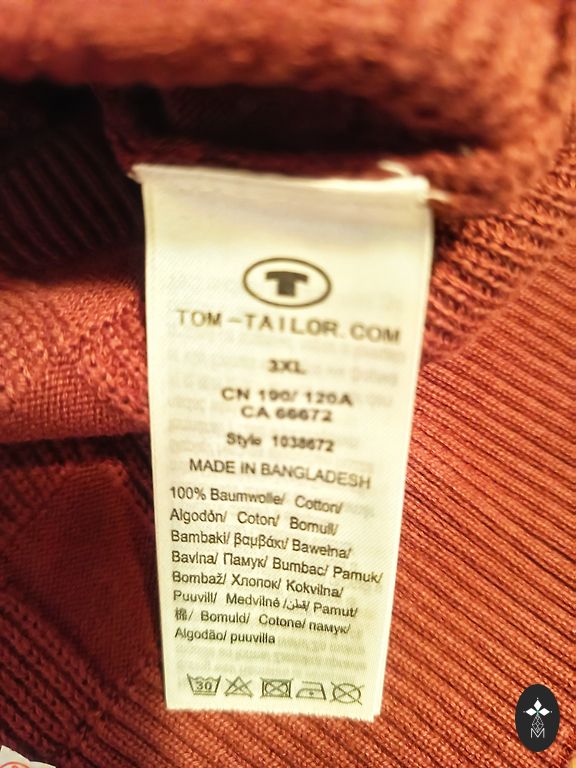 T
TOM-TAILOR.COM
3XL
CN 190/ 120A
CA 66672
Style 1038672
MADE IN BANGLADESH
100% Baumwolle/ Cotton/
Algodón/ Coton/ Bomull/
Bambaki/ βαμβάκι/ Bawełna/
Bavlna/ Памук/ Bumbac/ Pamuk/
Bombaž/ Хлопок/ Kokvilna/
Puuvill/ Medvilnė /قطن/ Pamut/
棉/ Bomuld/ Cotone/ памук/
Algodão/ puuvilla
30
M